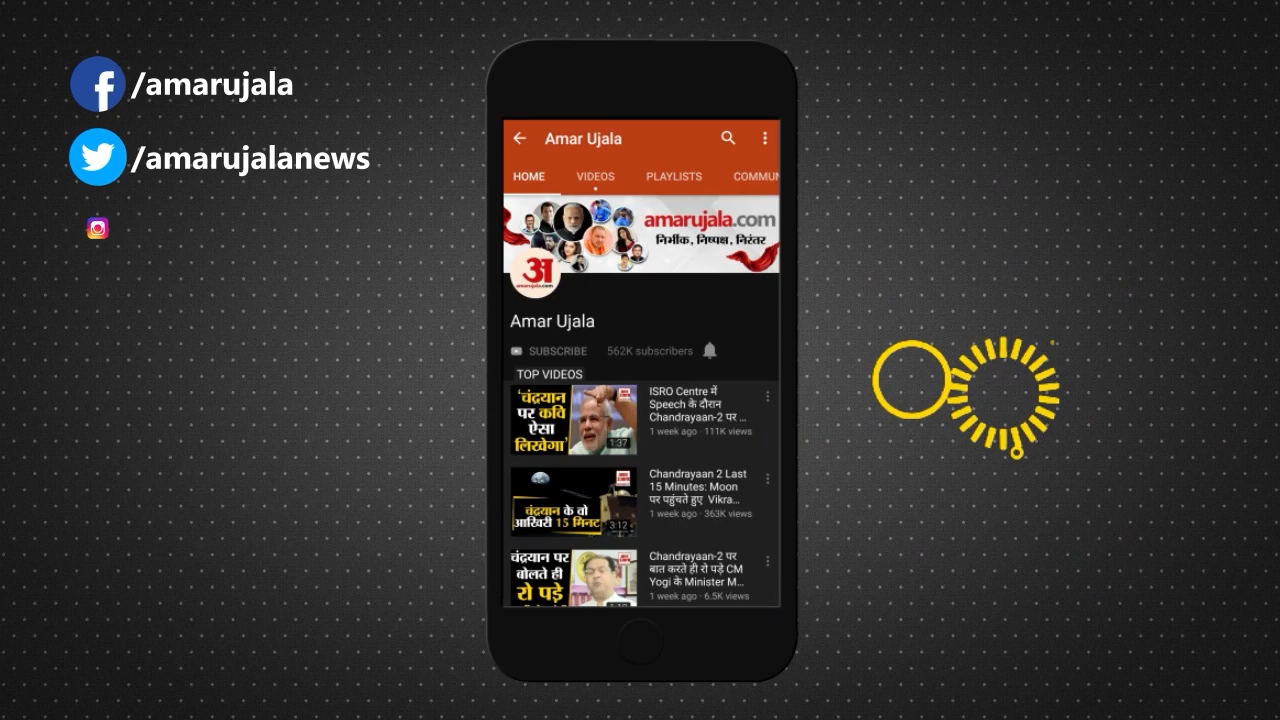 /amarujala
/amarujalanews
Amar Ujala
HOME VIDEOS PLAYLISTS COMMUN
amarujala.com
निर्भीक, निष्पक्ष, निरंतर
अ
amarujala.com
Amar Ujala
SUBSCRIBE 562K subscribers
TOP VIDEOS
'चंद्रयान
पर कवि
ऐसा
लिखेगा'
1:37
ISRO Centre में
Speech के दौरान
Chandrayaan-2 पर ...
1 week ago · 111K views
चंद्रयान के वो
आखिरी 15 मिनट
3:12
Chandrayaan 2 Last
15 Minutes: Moon
पर पहुंचते हुए Vikra...
1 week ago · 363K views
चंद्रयान पर
बोलते ही
रो पड़े
Chandrayaan-2 पर
बात करते ही रो पड़े CM
Yogi के Minister M...
1 week ago · 6.5K views